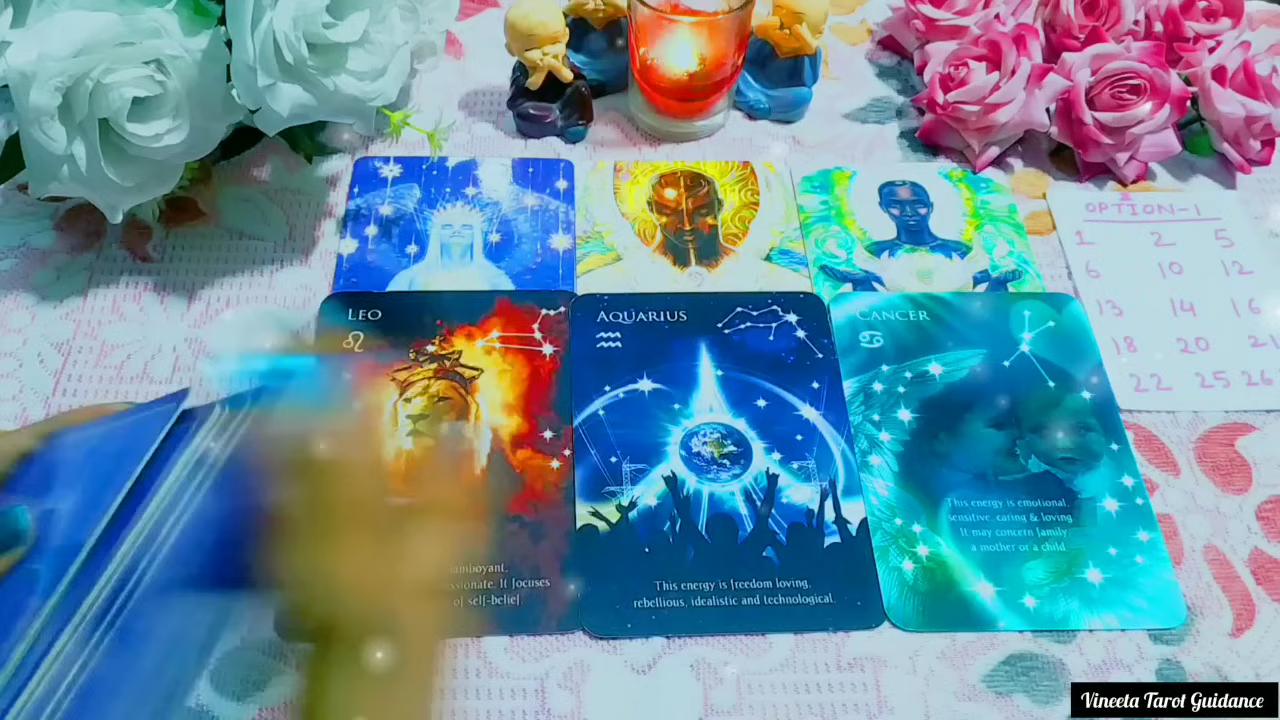 OPTION-1
1 2 5
6 10 12
13 14 16
18 20 21
22 25 26
LEO
♌
flamboyant,
It focuses
of self-belief.
AQUARIUS
♒
This energy is freedom loving,
rebellious, idealistic and technological.
CANCER
♋
This energy is emotional,
sensitive, caring & loving
It may concern family,
a mother or a child
Vineeta Tarot Guidance